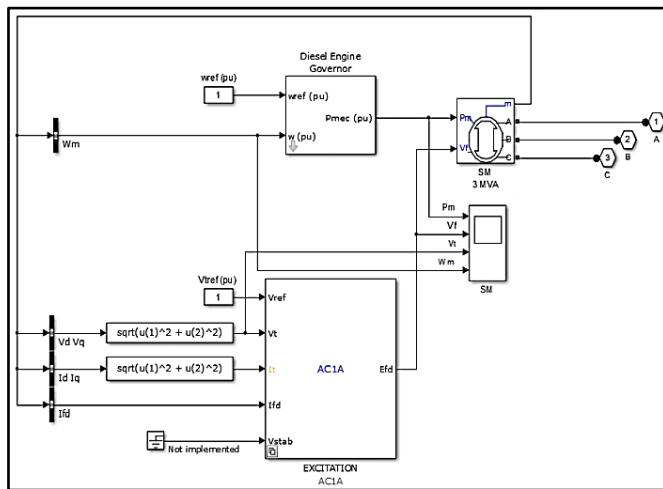 Diesel Engine
Governor
wref (pu)
1
wref (pu)
Pmec (pu)
w (pu)
Wm
m
Pm
Vf
A
B
C
SM
3 MVA
1
A
2
B
3
C
Pm
Vf
Vt
Wm
SM
Vtref (pu)
1
Vref
Vd Vq
sqrt(u(1)^2 + u(2)^2)
Vt
Id Iq
sqrt(u(1)^2 + u(2)^2)
It
AC1A
Efd
Ifd
Ifd
Not implemented
Vstab
EXCITATION
AC1A